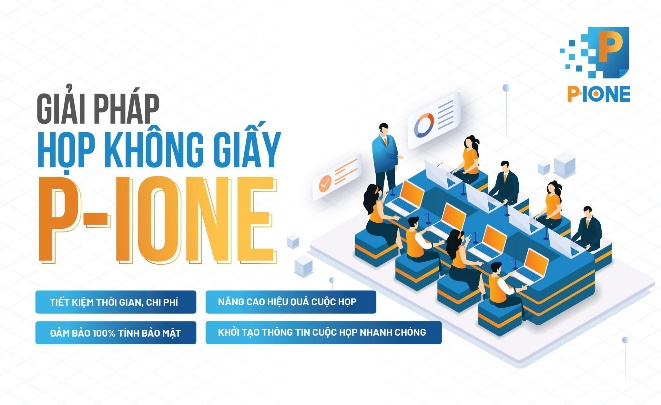 GIẢI PHÁP
HỌP KHÔNG GIẤY
P-IONE
TIẾT KIỆM THỜI GIAN, CHI PHÍ
NÂNG CAO HIỆU QUẢ CUỘC HỌP
ĐẢM BẢO 100% TÍNH BẢO MẬT
KHỞI TẠO THÔNG TIN CUỘC HỌP NHANH CHÓNG
P
P-IONE